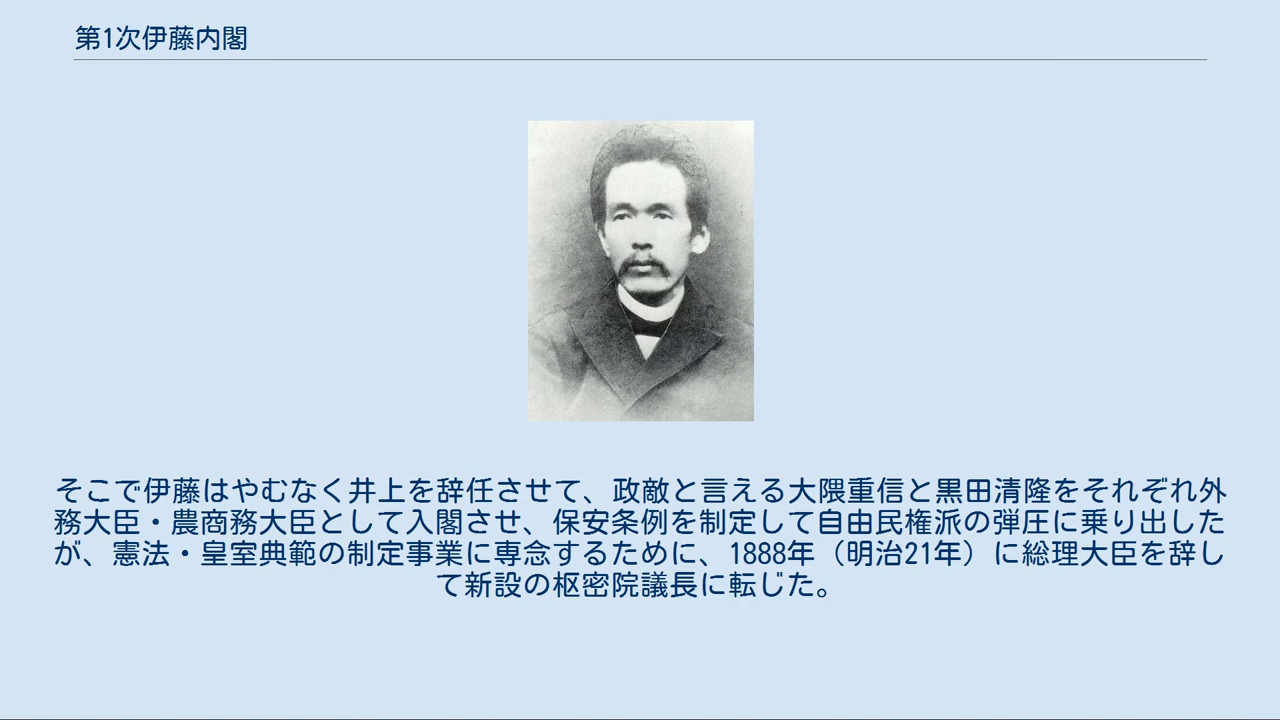 第1次伊藤内閣
そこで伊藤はやむなく井上を辞任させて、政敵と言える大隈重信と黒田清隆をそれぞれ外
務大臣・農商務大臣として入閣させ、保安条例を制定して自由民権派の弾圧に乗り出した
が、憲法・皇室典範の制定事業に専念するために、1888年（明治21年）に総理大臣を辞し
て新設の枢密院議長に転じた。